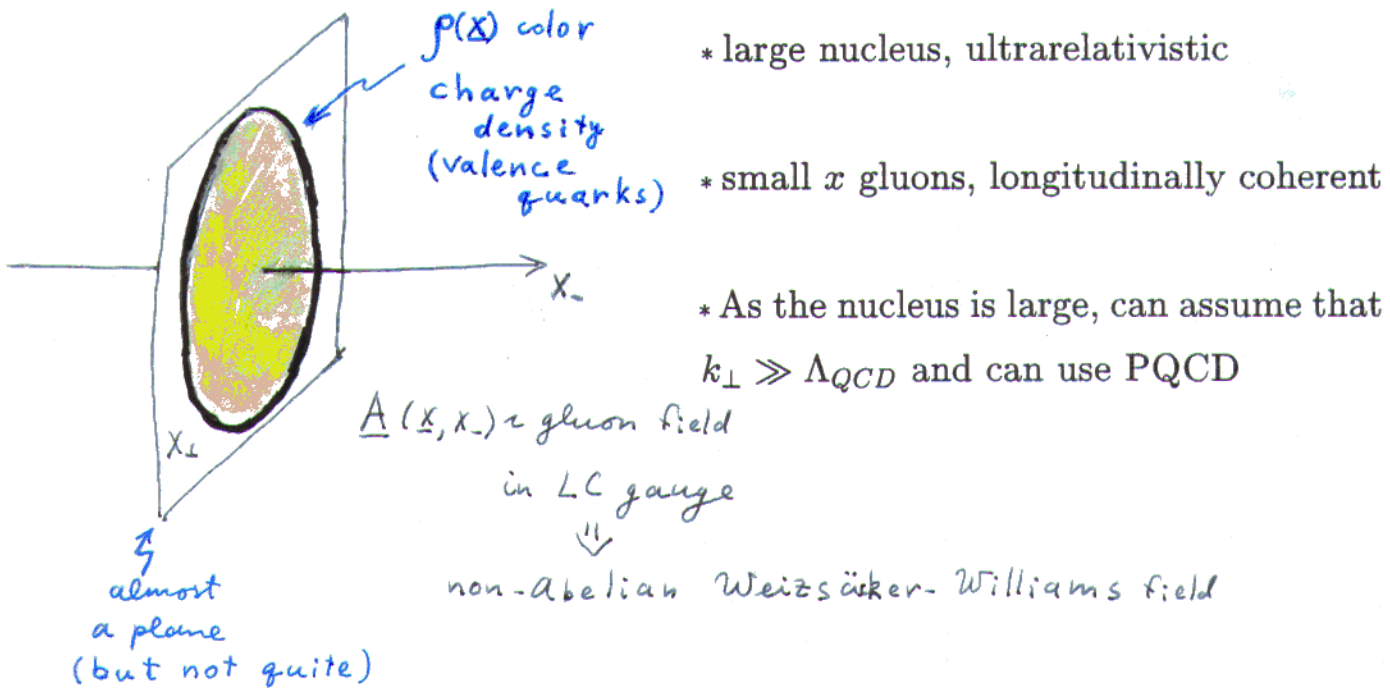 ρ(x) color
charge
density
(valence
quarks)
X₋
X⊥
almost
a plane
(but not quite)
A (x, x₋) ~ gluon field
in LC gauge
⇓
non-Abelian Weizsäcker-Williams field
* large nucleus, ultrarelativistic
* small x gluons, longitudinally coherent
* As the nucleus is large, can assume that
k⊥ ≫ Λ_QCD and can use PQCD